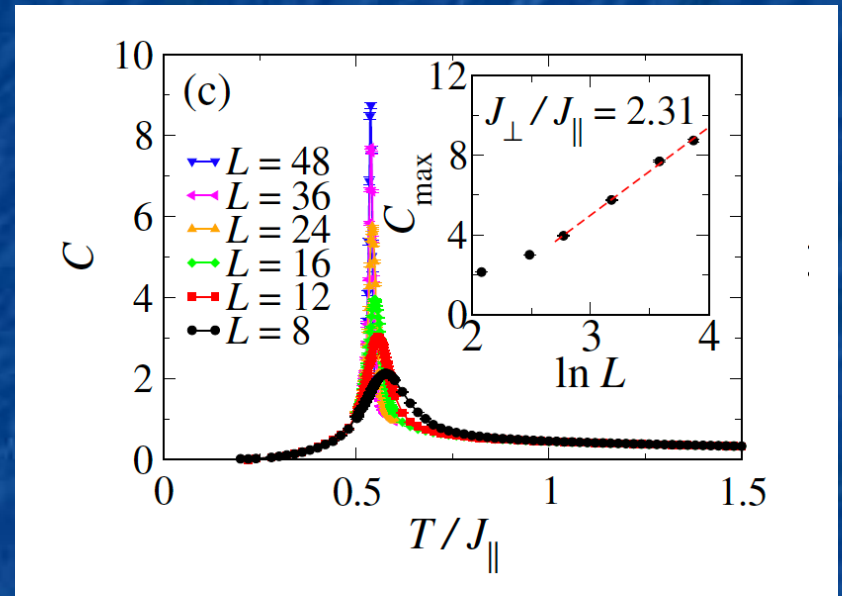 (c)
10
8
6
4
2
0
C
L = 48
L = 36
L = 24
L = 16
L = 12
L = 8
0
0.5
1
1.5
T / J∥
J⊥ / J∥ = 2.31
12
8
4
0
Cmax
2
3
4
ln L